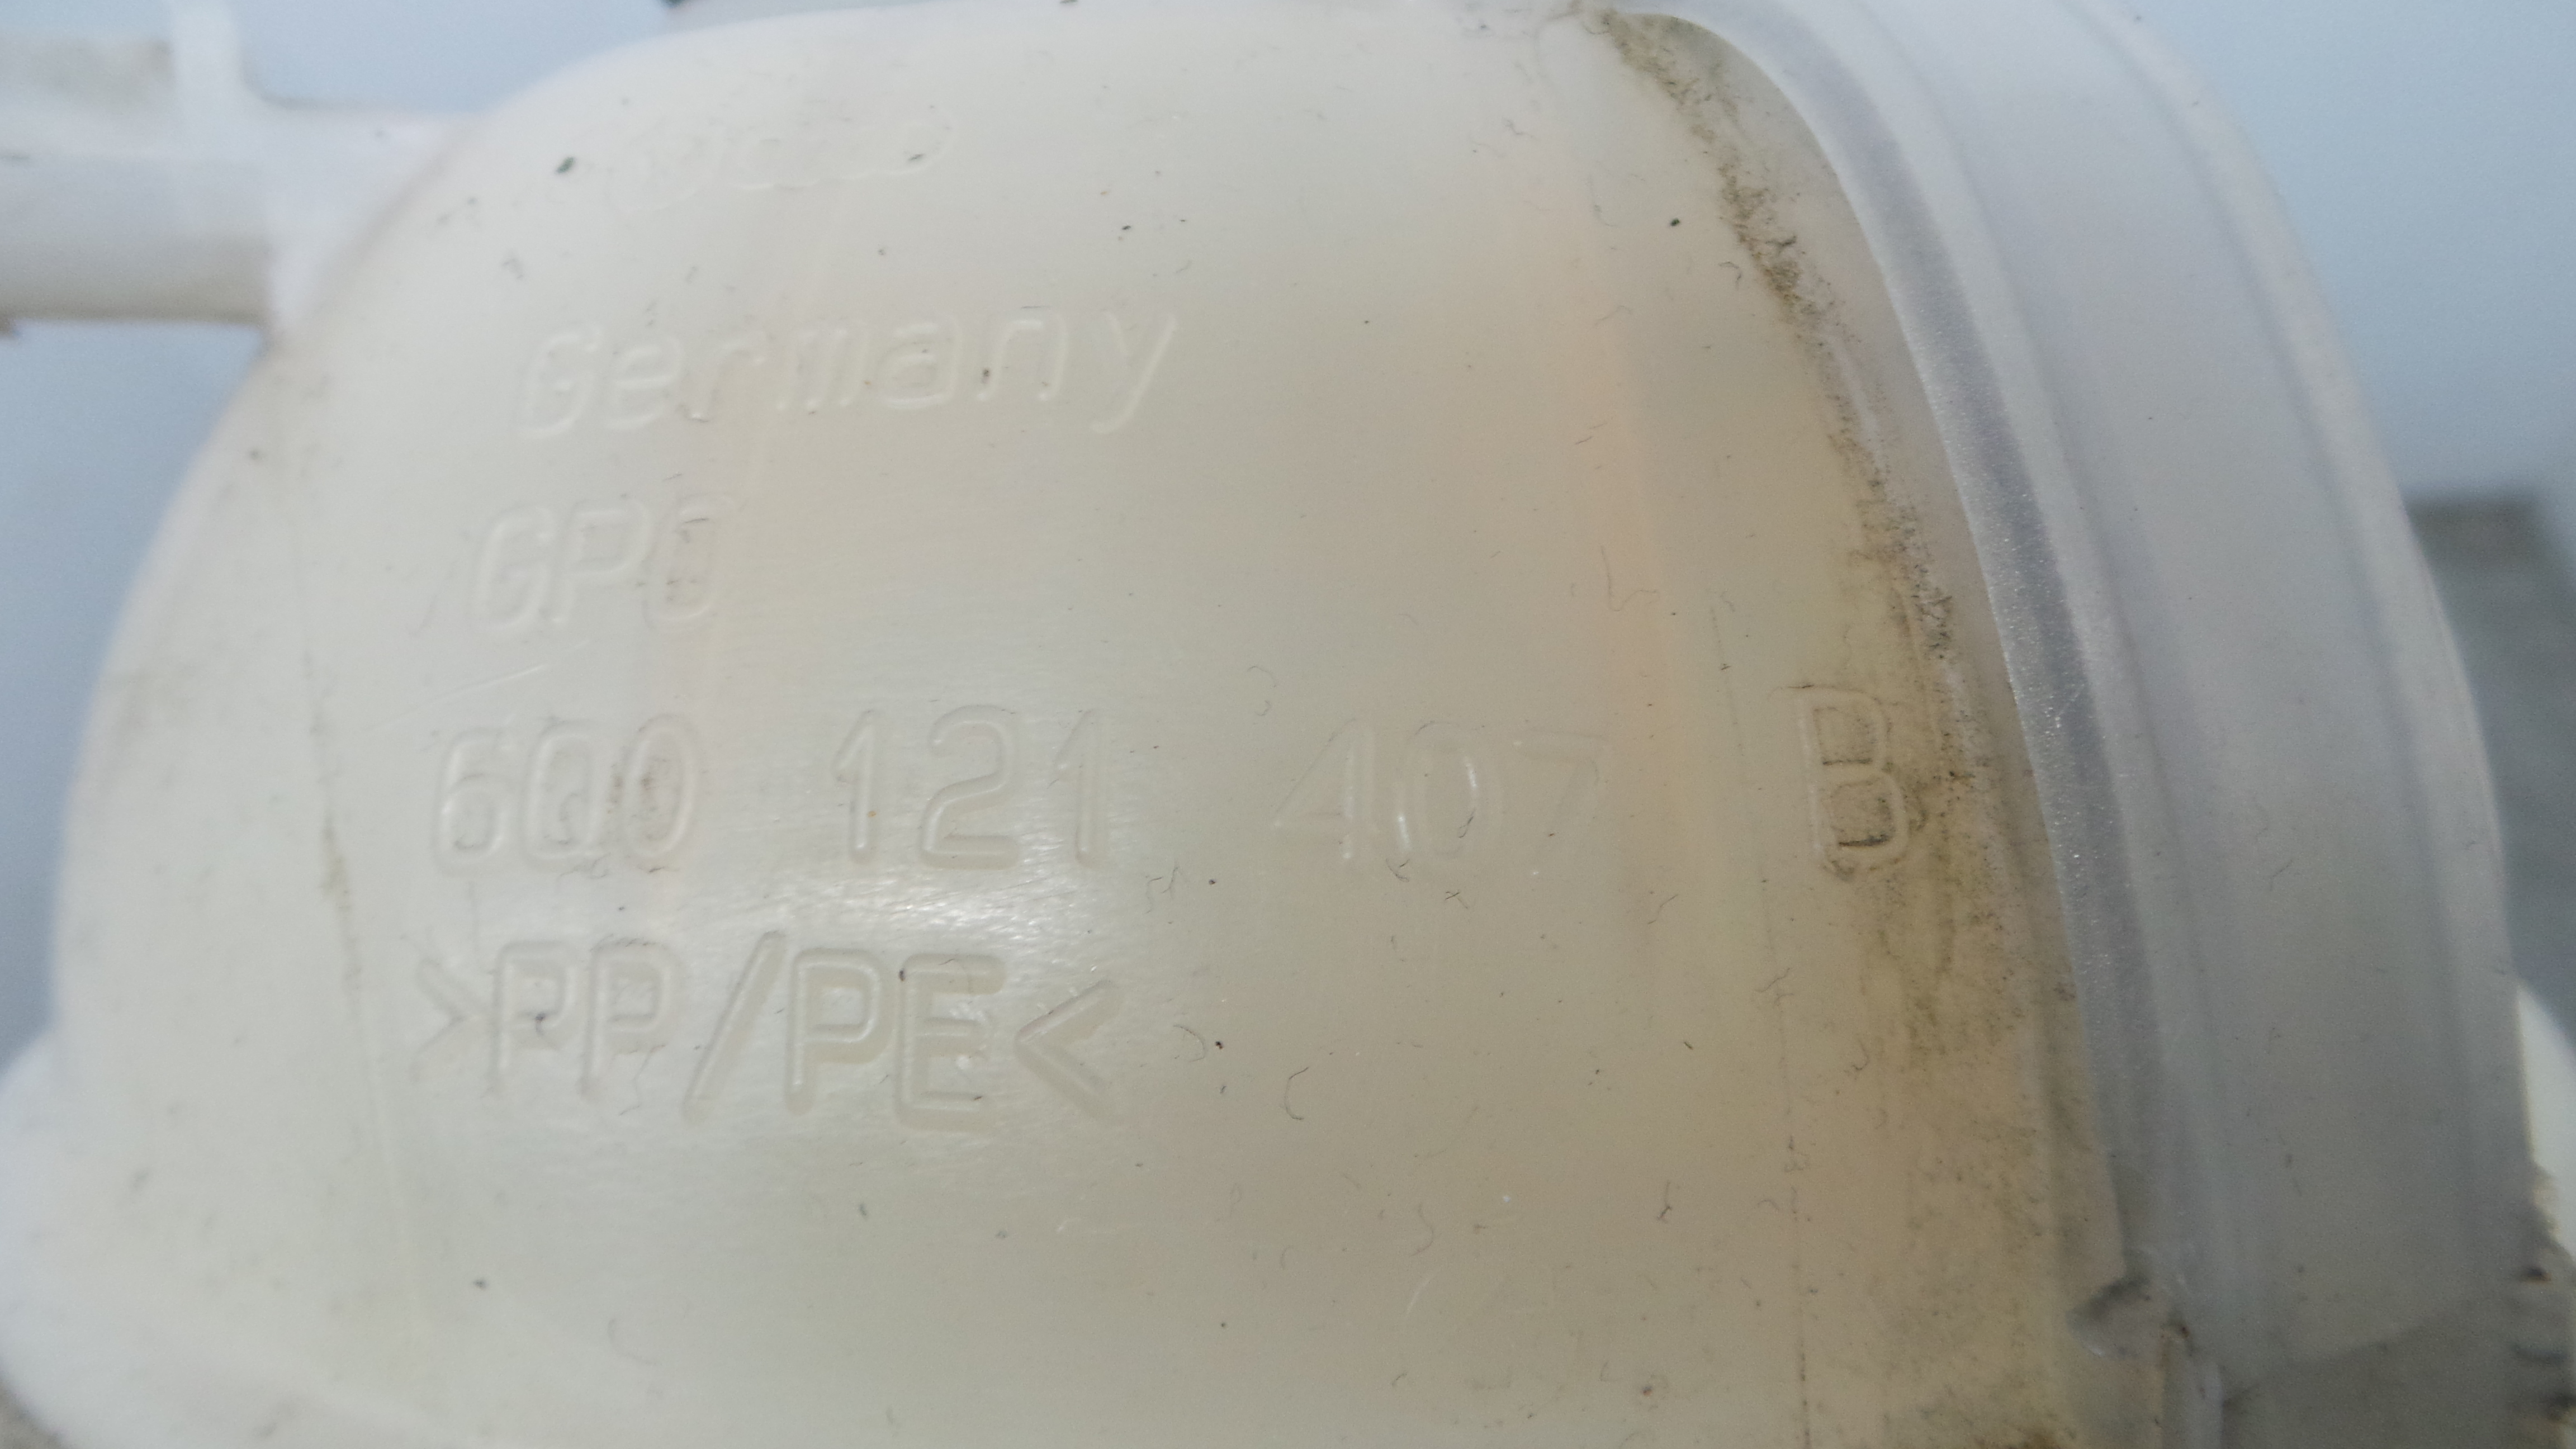 Germany
GPO
6Q0 121 407 B
>PP/PE<